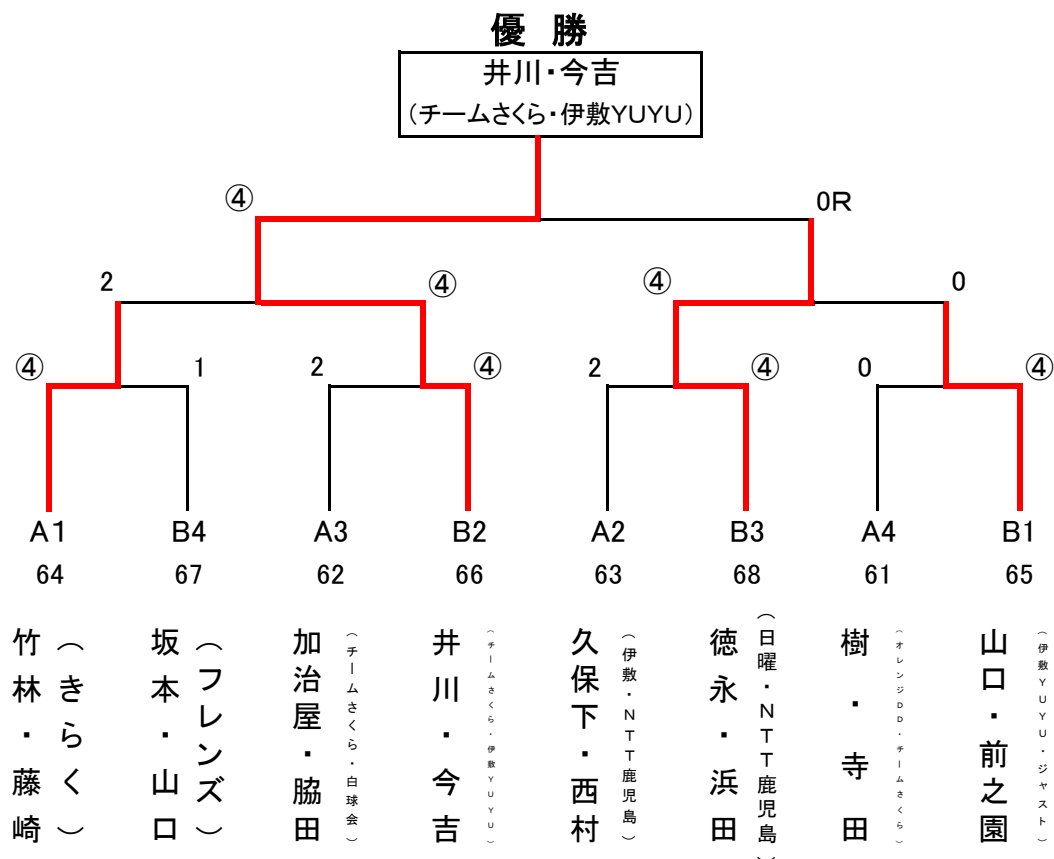 優 勝
井川・今吉
(チームさくら・伊敷YUYU)
④
0R
2
④
④
0
④
1
2
④
2
④
0
④
A1
B4
A3
B2
A2
B3
A4
B1
64
67
62
66
63
68
61
65
竹林・藤崎
(きらく)
坂本・山口
(フレンズ)
加治屋・脇田
(チームさくら・白球会)
井川・今吉
(チームさくら・伊敷YUYU)
久保下・西村
(伊敷・NTT鹿児島)
徳永・浜田
(日曜・NTT鹿児島)
樹・寺田
(オレンジDD・チームさくら)
山口・前之園
(伊敷YUYU・ジャスト)